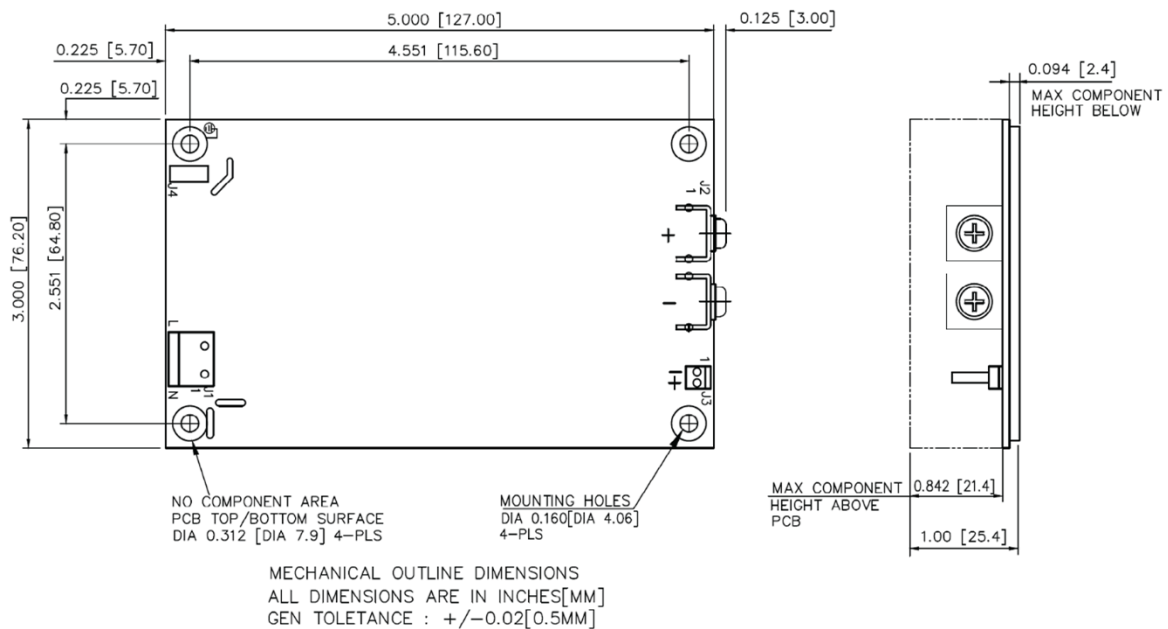 5.000 [127.00]
0.125 [3.00]
0.225 [5.70]
4.551 [115.60]
0.225 [5.70]
0.094 [2.4]
MAX COMPONENT
HEIGHT BELOW
3.000 [76.20]
2.551 [64.80]
J4
J2
1
+
-
L
N
1
J1
1
- +
J3
NO COMPONENT AREA
PCB TOP/BOTTOM SURFACE
DIA 0.312 [DIA 7.9] 4-PLS
MOUNTING HOLES
DIA 0.160[DIA 4.06]
4-PLS
MAX COMPONENT
HEIGHT ABOVE
PCB
0.842 [21.4]
1.00 [25.4]
MECHANICAL OUTLINE DIMENSIONS
ALL DIMENSIONS ARE IN INCHES[MM]
GEN TOLETANCE : +/-0.02[0.5MM]